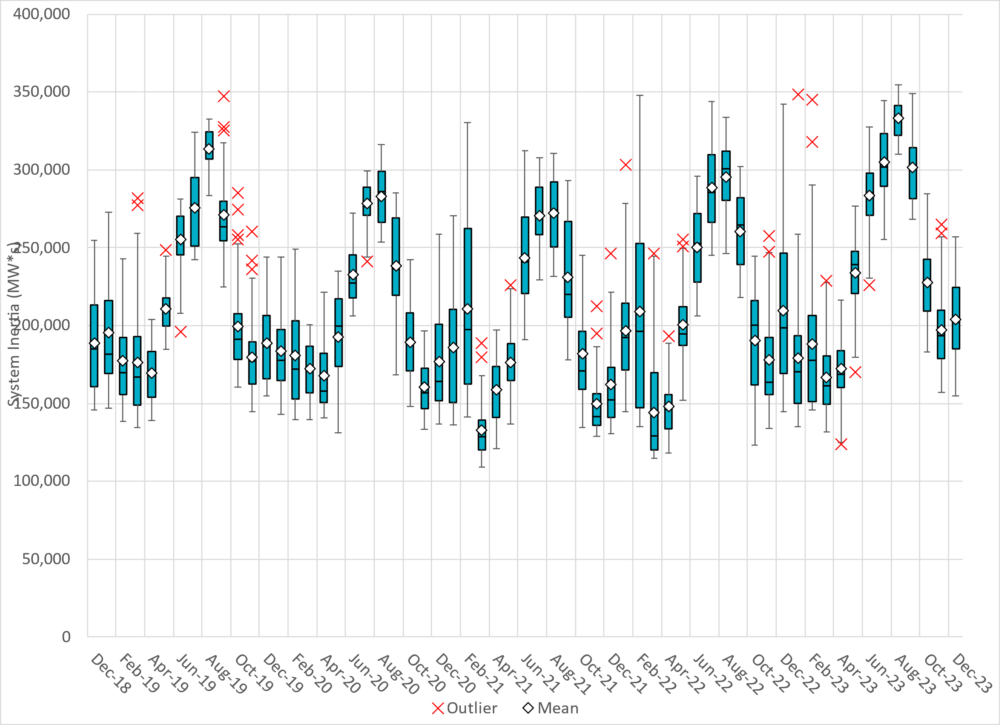 400,000
350,000
300,000
250,000
200,000
150,000
100,000
50,000
0
System Inertia (MW*s)
Dec-18
Feb-19
Apr-19
Jun-19
Aug-19
Oct-19
Dec-19
Feb-20
Apr-20
Jun-20
Aug-20
Oct-20
Dec-20
Feb-21
Apr-21
Jun-21
Aug-21
Oct-21
Dec-21
Feb-22
Apr-22
Jun-22
Aug-22
Oct-22
Dec-22
Feb-23
Apr-23
Jun-23
Aug-23
Oct-23
Dec-23
Outlier
Mean